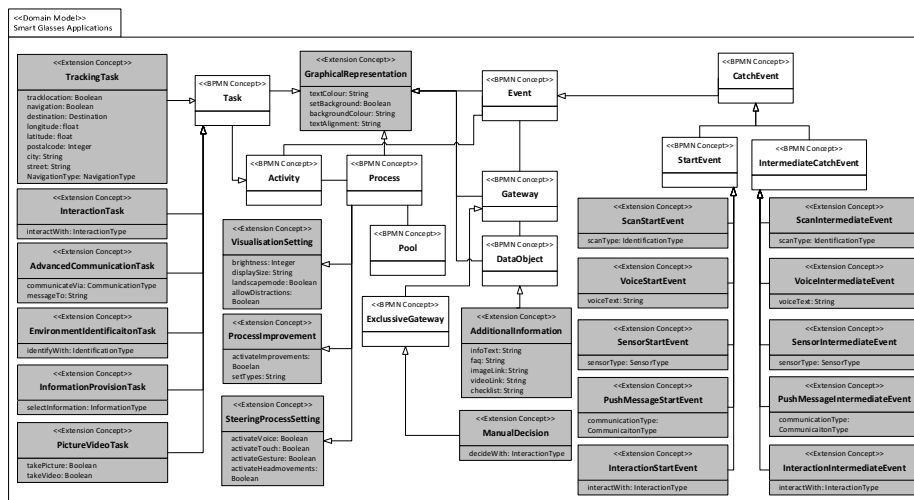 <<Domain Model>>
Smart Glasses Applications
<<Extension Concept>>
TrackingTask
tracklocation: Boolean
navigation: Boolean
destination: Destination
longitude: float
latitude: float
postalcode: Integer
city: String
street: String
NavigationType: NavigationType
<<Extension Concept>>
InteractionTask
interactWith: InteractionType
<<Extension Concept>>
AdvancedCommunicationTask
communicateVia: CommunicationType
messageTo: String
<<Extension Concept>>
EnvironmentIdentificaitonTask
identifyWith: IdentificationType
<<Extension Concept>>
InformationProvisionTask
selectInformation: InformationType
<<Extension Concept>>
PictureVideoTask
takePicture: Boolean
takeVideo: Boolean
<<BPMN Concept>>
Task
<<Extension Concept>>
GraphicalRepresentation
textColour: String
setBackground: Boolean
backgroundColour: String
textAlignment: String
<<BPMN Concept>>
Activity
<<BPMN Concept>>
Process
<<Extension Concept>>
VisualisationSetting
brightness: Integer
displaySize: String
landscapemode: Boolean
allowDistractions:
Boolean
<<BPMN Concept>>
Pool
<<Extension Concept>>
ProcessImprovement
activateImprovements:
Boolean
setTypes: String
<<Extension Concept>>
SteeringProcessSetting
activateVoice: Boolean
activateTouch: Boolean
activateGesture: Boolean
activateHeadmovements:
Boolean
<<BPMN Concept>>
Event
<<BPMN Concept>>
Gateway
<<BPMN Concept>>
DataObject
<<BPMN Concept>>
ExclussiveGateway
<<Extension Concept>>
AdditionalInformation
infoText: String
faq: String
imageLink: String
videoLink: String
checklist: String
<<Extension Concept>>
ManualDecision
decideWith: InteractionType
<<BPMN Concept>>
CatchEvent
<<BPMN Concept>>
StartEvent
<<BPMN Concept>>
IntermediateCatchEvent
<<Extension Concept>>
ScanStartEvent
scanType: IdentificationType
<<Extension Concept>>
VoiceStartEvent
voiceText: String
<<Extension Concept>>
SensorStartEvent
sensorType: SensorType
<<Extension Concept>>
PushMessageStartEvent
communicationType:
CommunicaitonType
<<Extension Concept>>
InteractionStartEvent
interactWith: InteractionType
<<Extension Concept>>
ScanIntermediateEvent
scanType: IdentificationType
<<Extension Concept>>
VoiceIntermediateEvent
voiceText: String
<<Extension Concept>>
SensorIntermediateEvent
sensorType: SensorType
<<Extension Concept>>
PushMessageIntermediateEvent
communicationType:
CommunicaitonType
<<Extension Concept>>
InteractionIntermediateEvent
interactWith: InteractionType